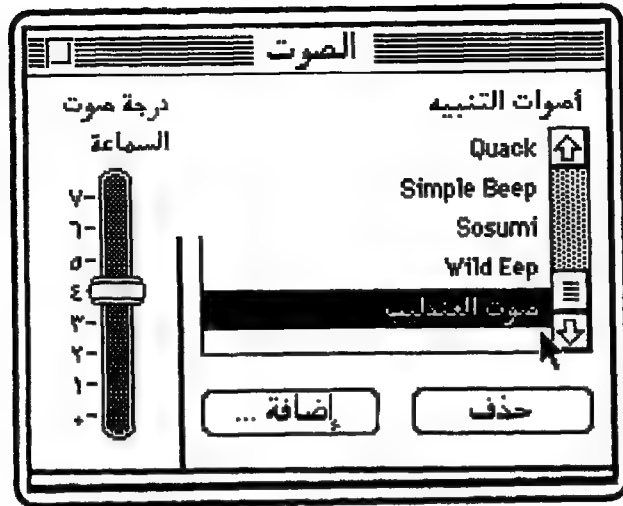 الصوت
أصوات التنبيه
Quack
Simple Beep
Sosumi
Wild Eep
صوت العندليب
حذف
إضافة ...
درجة صوت
السماعة
٧
٦
٥
٤
٣
٢
١
٠